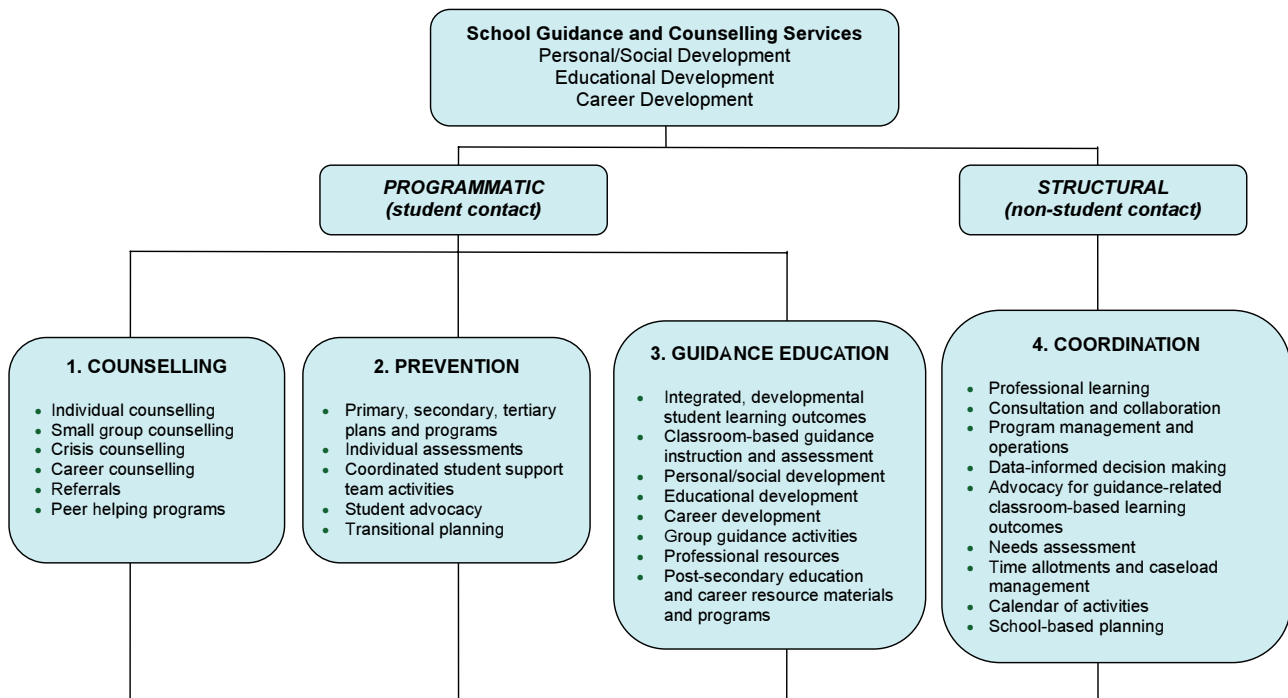 School Guidance and Counselling Services
Personal/Social Development
Educational Development
Career Development
PROGRAMMATIC
(student contact)
STRUCTURAL
(non-student contact)
1. COUNSELLING
• Individual counselling
• Small group counselling
• Crisis counselling
• Career counselling
• Referrals
• Peer helping programs
2. PREVENTION
• Primary, secondary, tertiary
plans and programs
• Individual assessments
• Coordinated student support
team activities
• Student advocacy
• Transitional planning
3. GUIDANCE EDUCATION
• Integrated, developmental
student learning outcomes
• Classroom-based guidance
instruction and assessment
• Personal/social development
• Educational development
• Career development
• Group guidance activities
• Professional resources
• Post-secondary education
and career resource materials
and programs
4. COORDINATION
• Professional learning
• Consultation and collaboration
• Program management and
operations
• Data-informed decision making
• Advocacy for guidance-related
classroom-based learning
outcomes
• Needs assessment
• Time allotments and caseload
management
• Calendar of activities
• School-based planning